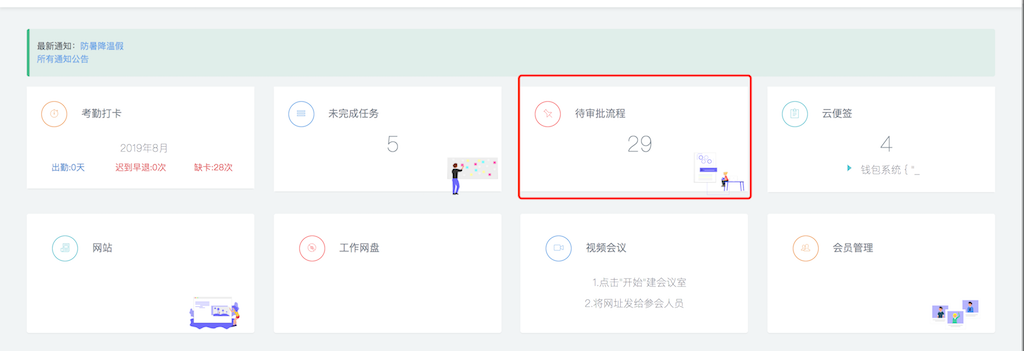 最新通知：防暑降温假
所有通知公告
考勤打卡
2019年8月
出勤:0天 迟到早退:0次 缺卡:28次
未完成任务
5
待审批流程
29
云便签
4
钱包系统 { "_
网站
工作网盘
视频会议
1.点击"开始"建会议室
2.将网址发给参会人员
会员管理